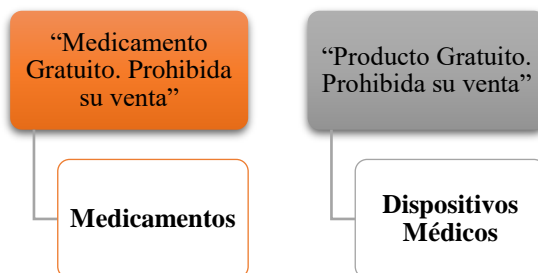 “Medicamento
Gratuito. Prohibida
su venta”
Medicamentos
“Producto Gratuito.
Prohibida su venta”
Dispositivos
Médicos